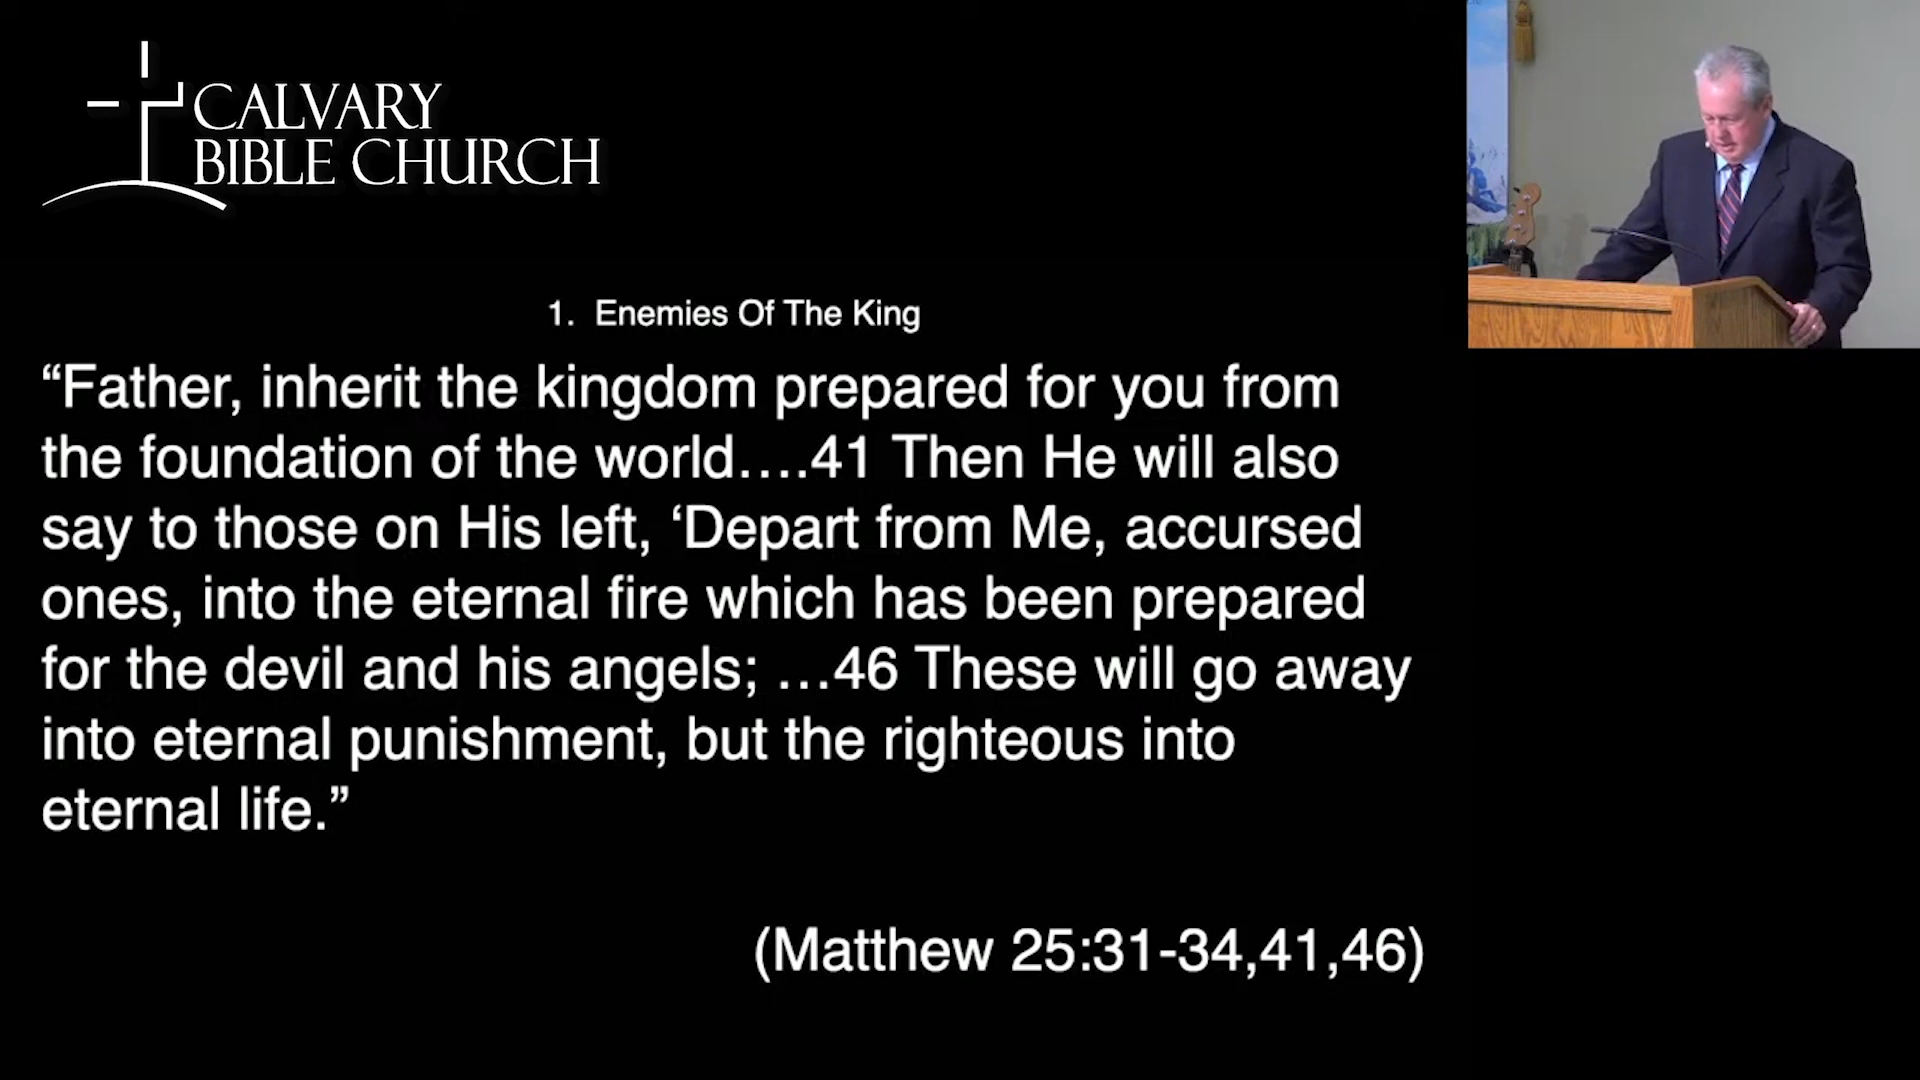 CALVARY
BIBLE CHURCH
1. Enemies Of The King
“Father, inherit the kingdom prepared for you from
the foundation of the world….41 Then He will also
say to those on His left, ‘Depart from Me, accursed
ones, into the eternal fire which has been prepared
for the devil and his angels; …46 These will go away
into eternal punishment, but the righteous into
eternal life.”
(Matthew 25:31-34,41,46)